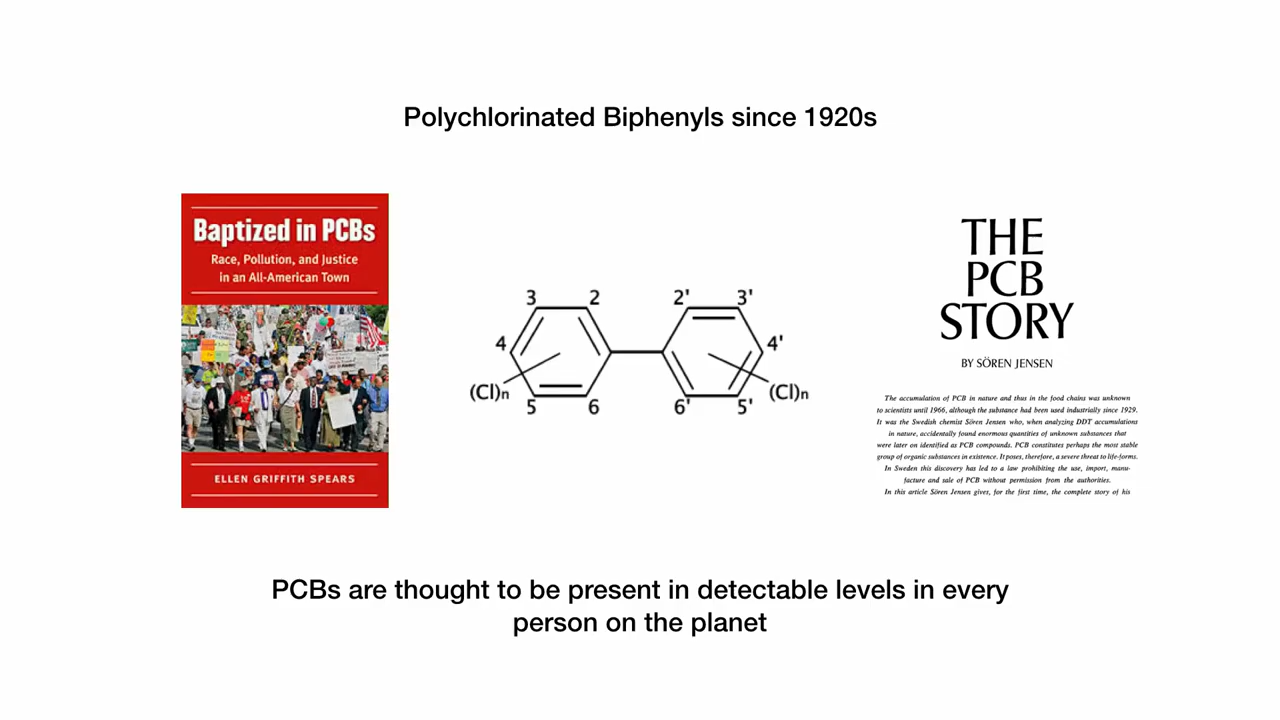 Polychlorinated Biphenyls since 1920s
Baptized in PCBs
Race, Pollution, and Justice
in an All-American Town
ELLEN GRIFFITH SPEARS
3
2
2'
3'
4
4'
(Cl)n
(Cl)n
5
6
6'
5'
THE
PCB
STORY
BY SÖREN JENSEN
The accumulation of PCB in nature and thus in the food chains was unknown
to scientists until 1966, although the substance had been used industrially since 1929.
It was the Swedish chemist Sören Jensen who, when analyzing DDT accumulations
in nature, accidentally found enormous quantities of unknown substances that
were later on identified as PCB compounds. PCB constitutes perhaps the most stable
group of organic substances in existence. It poses, therefore, a severe threat to life-forms.
In Sweden this discovery has led to a law prohibiting the use, import, manu-
facture and sale of PCB without permission from the authorities.
In this article Sören Jensen gives, for the first time, the complete story of his
PCBs are thought to be present in detectable levels in every
person on the planet